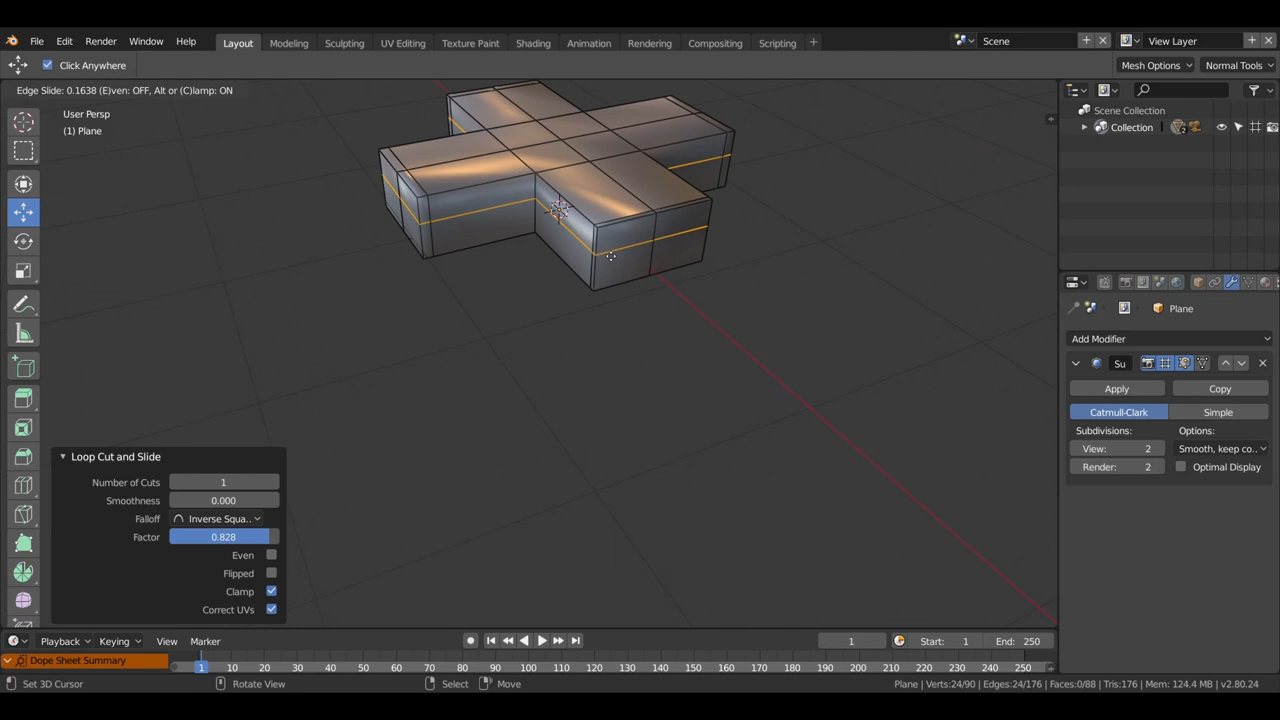 File Edit Render Window Help Layout Modeling Sculpting UV Editing Texture Paint Shading Animation Rendering Compositing Scripting + Scene View Layer
Click Anywhere Mesh Options Normal Tools
Edge Slide: 0.1638 (E)ven: OFF, Alt or (C)lamp: ON
User Persp
(1) Plane
Scene Collection
Collection 2
Plane
Add Modifier
Su
Apply Copy
Catmull-Clark Simple
Subdivisions: Options:
View: 2 Smooth, keep co..
Render: 2 Optimal Display
Loop Cut and Slide
Number of Cuts 1
Smoothness 0.000
Falloff Inverse Squa..
Factor 0.828
Even
Flipped
Clamp
Correct UVs
Playback Keying View Marker 1 Start: 1 End: 250
Dope Sheet Summary 1 10 20 30 40 50 60 70 80 90 100 110 120 130 140 150 160 170 180 190 200 210 220 230 240 250
Set 3D Cursor Rotate View Select Move Plane | Verts:24/90 | Edges:24/176 | Faces:0/88 | Tris:176 | Mem: 124.4 MB | v2.80.24